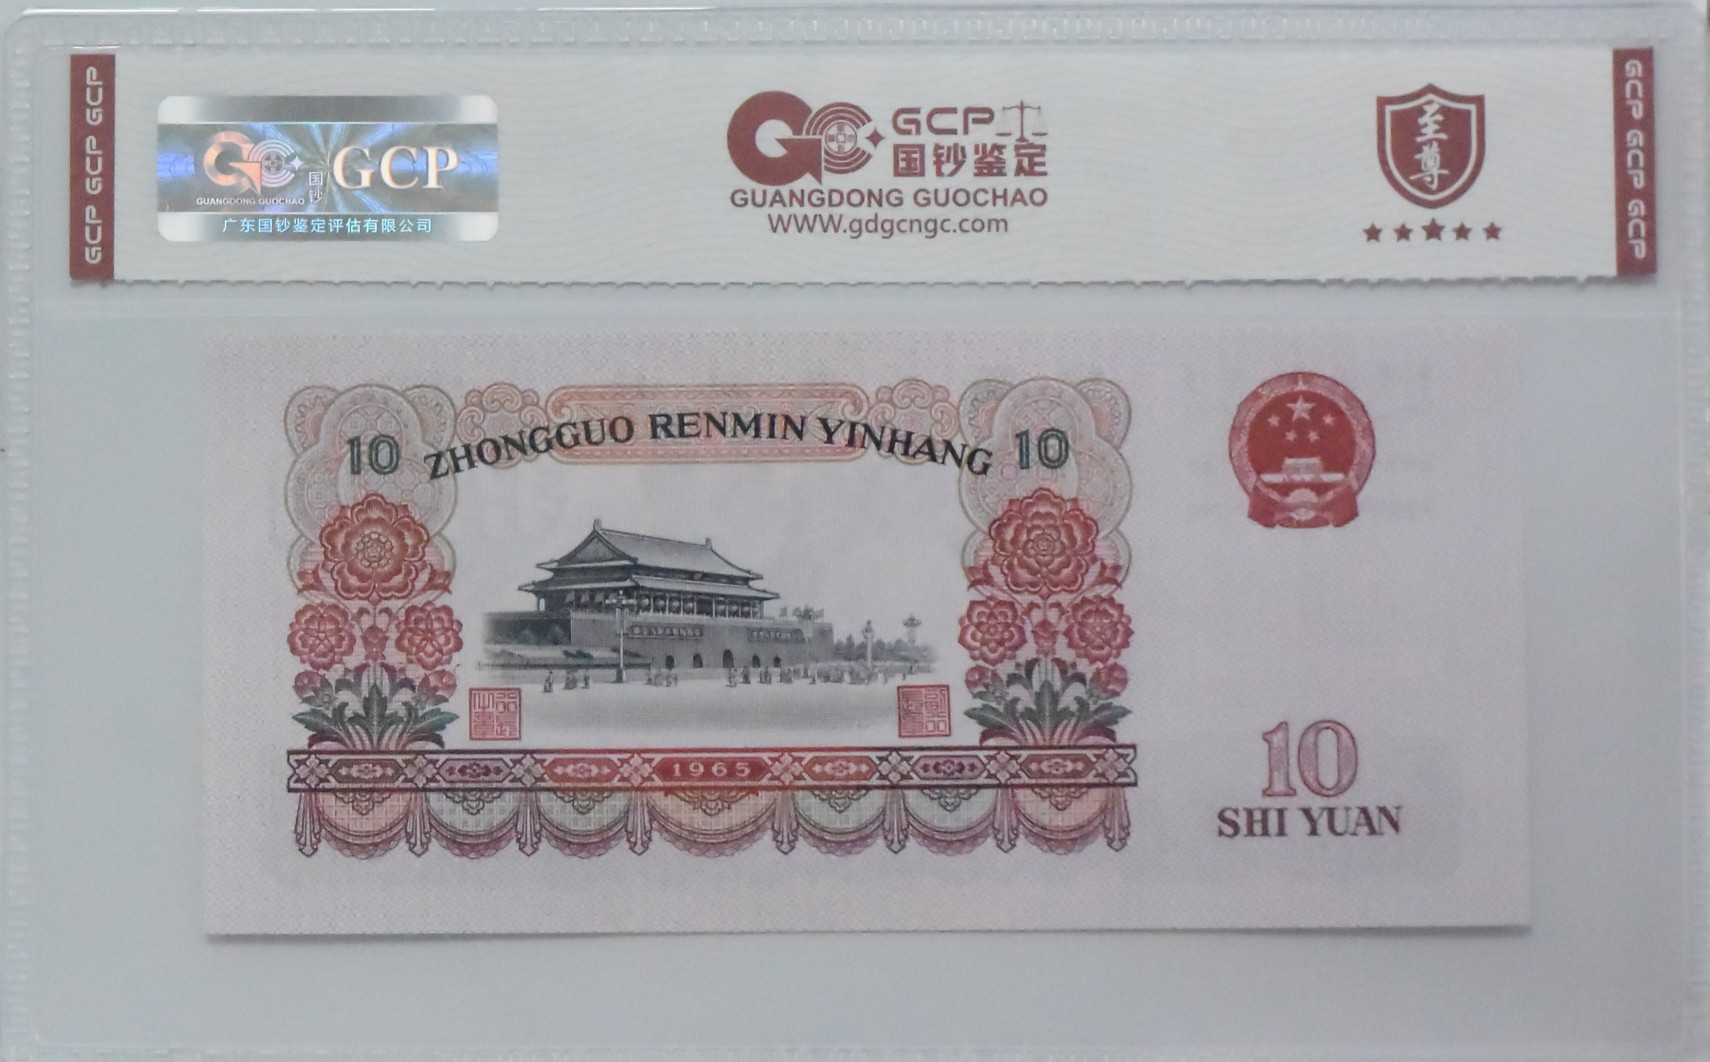 GCP GCP GCP
国钞
GCP
GUANGDONG GUOCHAO
广东国钞鉴定评估有限公司
GCP
国钞鉴定
GUANGDONG GUOCHAO
WWW.gdgcngc.com
至尊
GCP GCP GCP
10 ZHONGGUO RENMIN YINHANG 10
1965
10
SHI YUAN